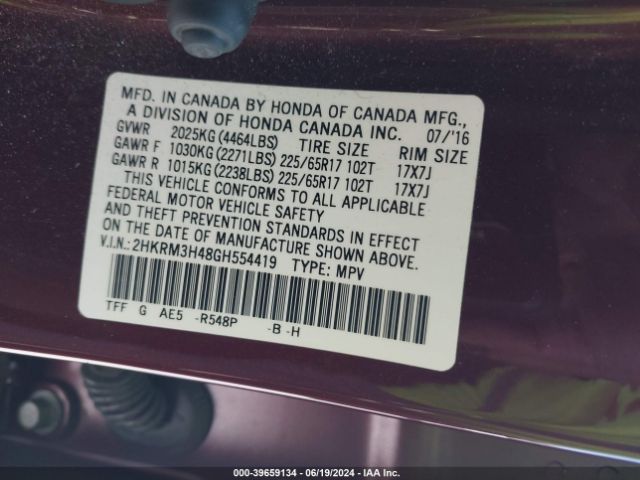 MFD. IN CANADA BY HONDA OF CANADA MFG.,
A DIVISION OF HONDA CANADA INC. 07/'16
GVWR 2025KG (4464LBS) TIRE SIZE RIM SIZE
GAWR F 1030KG (2271LBS) 225/65R17 102T 17X7J
GAWR R 1015KG (2238LBS) 225/65R17 102T 17X7J
THIS VEHICLE CONFORMS TO ALL APPLICABLE
FEDERAL MOTOR VEHICLE SAFETY
AND THEFT PREVENTION STANDARDS IN EFFECT
ON THE DATE OF MANUFACTURE SHOWN ABOVE.
V.I.N.: 2HKRM3H48GH554419 TYPE: MPV
TFF G AE5 -R548P -B -H
000-39659134 - 06/19/2024 - IAA Inc.